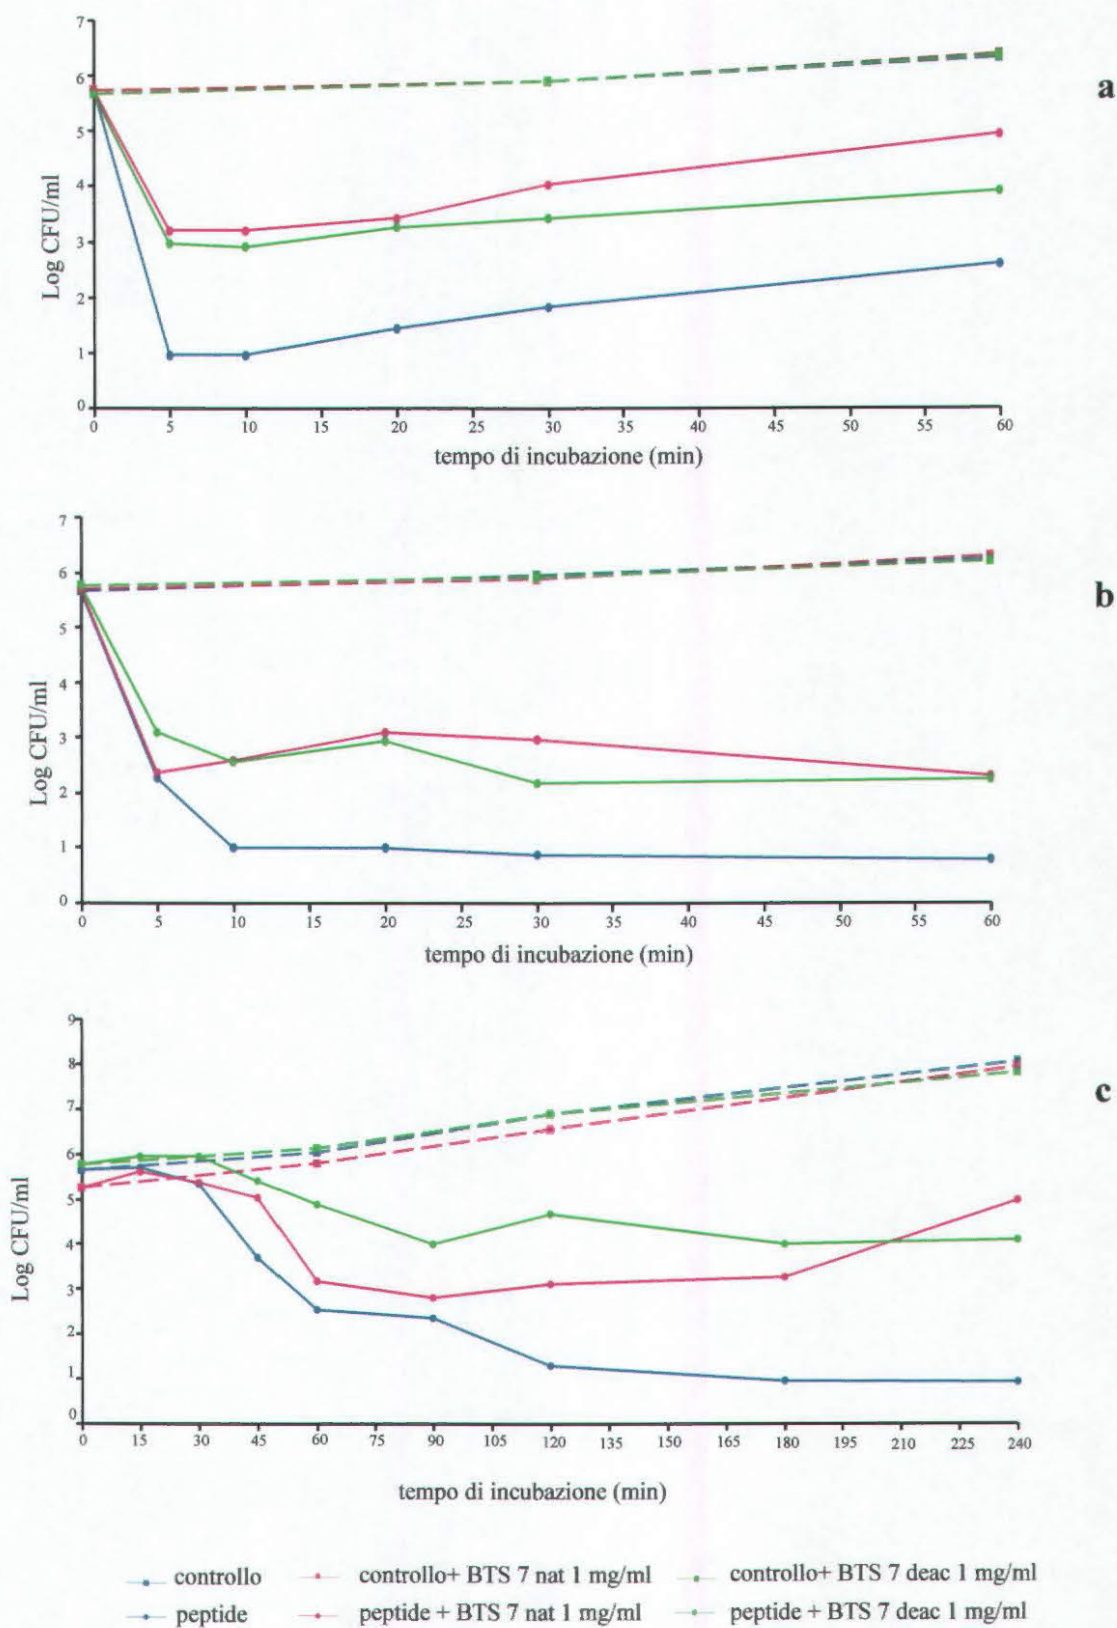 7
6
5
4
3
2
1
0
Log CFU/ml
0 5 10 15 20 25 30 35 40 45 50 55 60
tempo di incubazione (min)
a
7
6
5
4
3
2
1
0
Log CFU/ml
0 5 10 15 20 25 30 35 40 45 50 55 60
tempo di incubazione (min)
b
9
8
7
6
5
4
3
2
1
0
Log CFU/ml
0 15 30 45 60 75 90 105 120 135 150 165 180 195 210 225 240
tempo di incubazione (min)
c
controllo controllo+ BTS 7 nat 1 mg/ml controllo+ BTS 7 deac 1 mg/ml
peptide peptide + BTS 7 nat 1 mg/ml peptide + BTS 7 deac 1 mg/ml